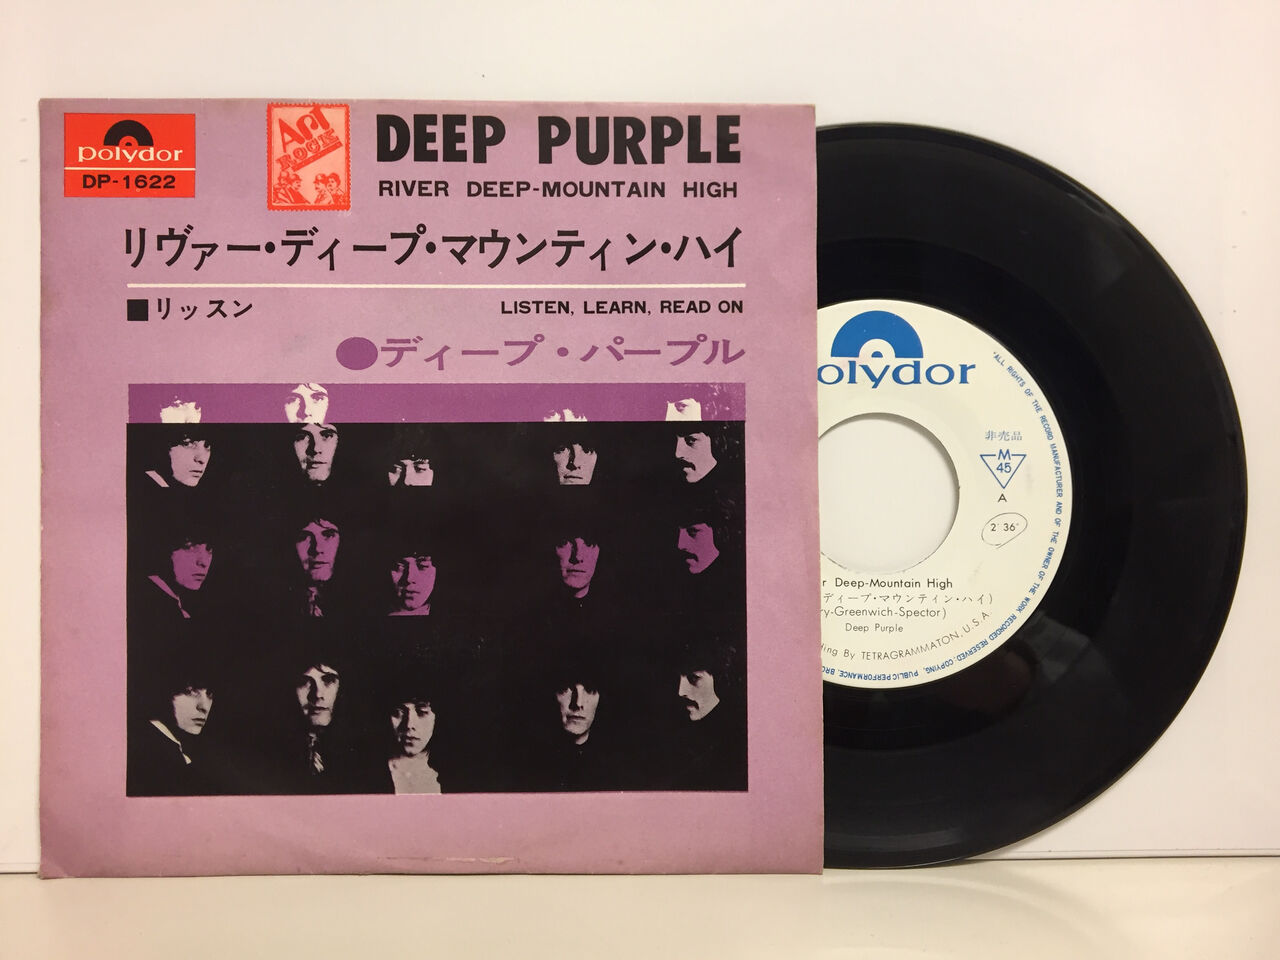 polydor
DP-1622
Art
ROCK
DEEP PURPLE
RIVER DEEP-MOUNTAIN HIGH
リヴァー・ディープ・マウンティン・ハイ
■リッスン
LISTEN, LEARN, READ ON
●ディープ・パープル
olydor
非売品
M
45
A
2'36"
r Deep-Mountain High
ディープ・マウンティン・ハイ)
ry-Greenwich-Spector)
Deep Purple
ding By TETRAGRAMMATON, U.S.A.
"ALL RIGHTS OF THE RECORD MANUFACTURER AND OF THE OWNER OF THE WORK RECORDED RESERVED. COPYING, PUBLIC PERFORMANCE, BRO